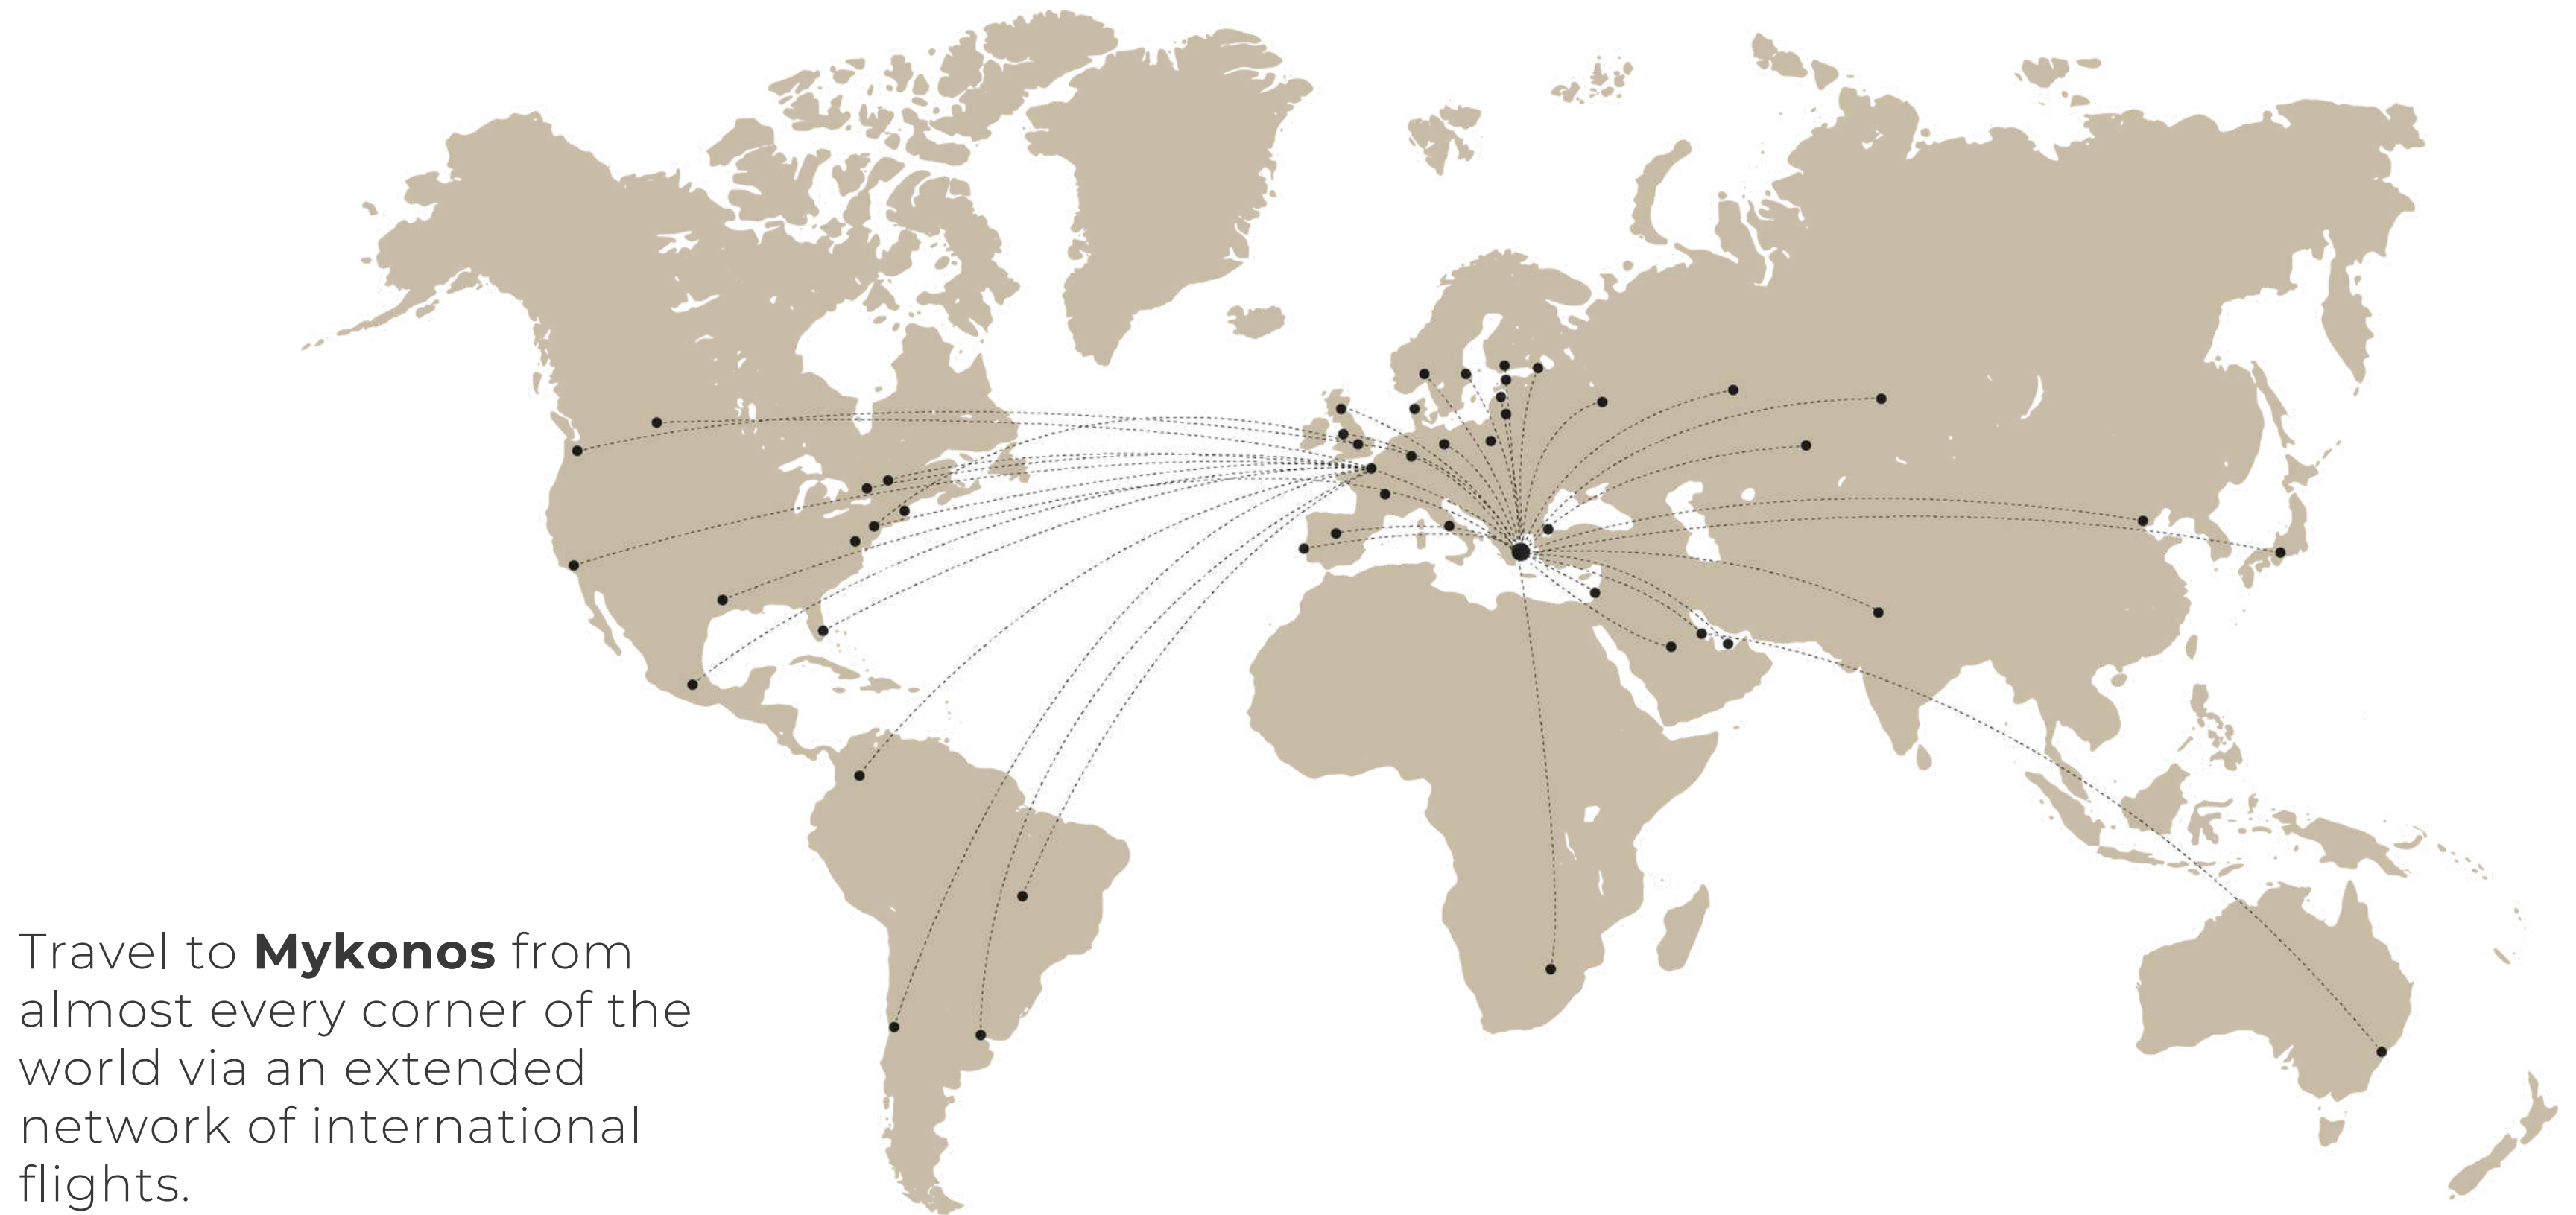 Travel to Mykonos from
almost every corner of the
world via an extended
network of international
flights.